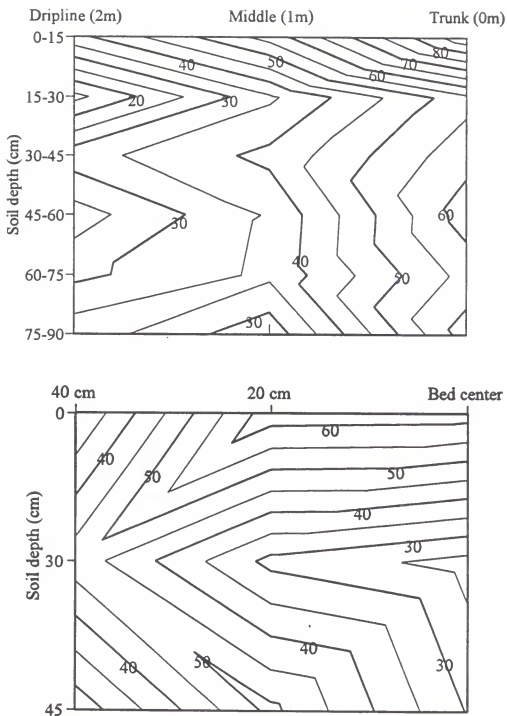 Dripline (2m) Middle (1m) Trunk (0m)
0-15
80
40 50 70
60
15-30 20 30
30-45
Soil depth (cm)
45-60 30 60
60-75 40 50
75-90 30
40 cm 20 cm Bed center
0
60
40 50 50
40
30 30
Soil depth (cm)
40 50 40 30
45